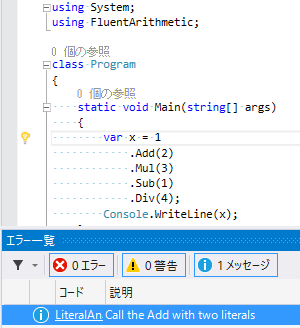 using System;
using FluentArithmetic;
0 個の参照
class Program
{
0 個の参照
static void Main(string[] args)
{
var x = 1
.Add(2)
.Mul(3)
.Sub(1)
.Div(4);
Console.WriteLine(x);
エラー一覧
0 エラー 0 警告 1 メッセージ
コード 説明
LiteralAn Call the Add with two literals